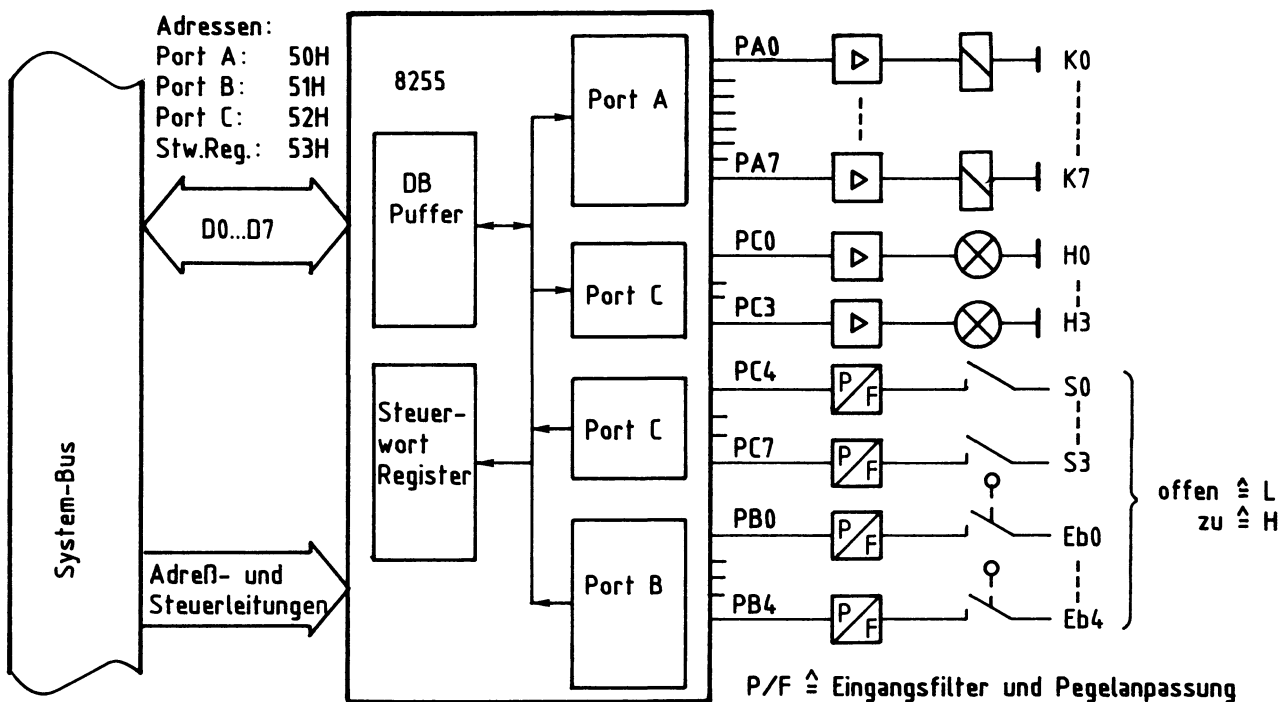 Adressen:
Port A: 50H
Port B: 51H
Port C: 52H
Stw.Reg.: 53H
D0...D7
System-Bus
Adreß- und
Steuerleitungen
8255
DB
Puffer
Steuer-
wort
Register
Port A
Port C
Port C
Port B
PA0
K0
PA7
K7
PC0
H0
PC3
H3
PC4
P/F
S0
PC7
P/F
S3
PB0
P/F
Eb0
PB4
P/F
Eb4
offen ≙ L
zu ≙ H
P/F ≙ Eingangsfilter und Pegelanpassung